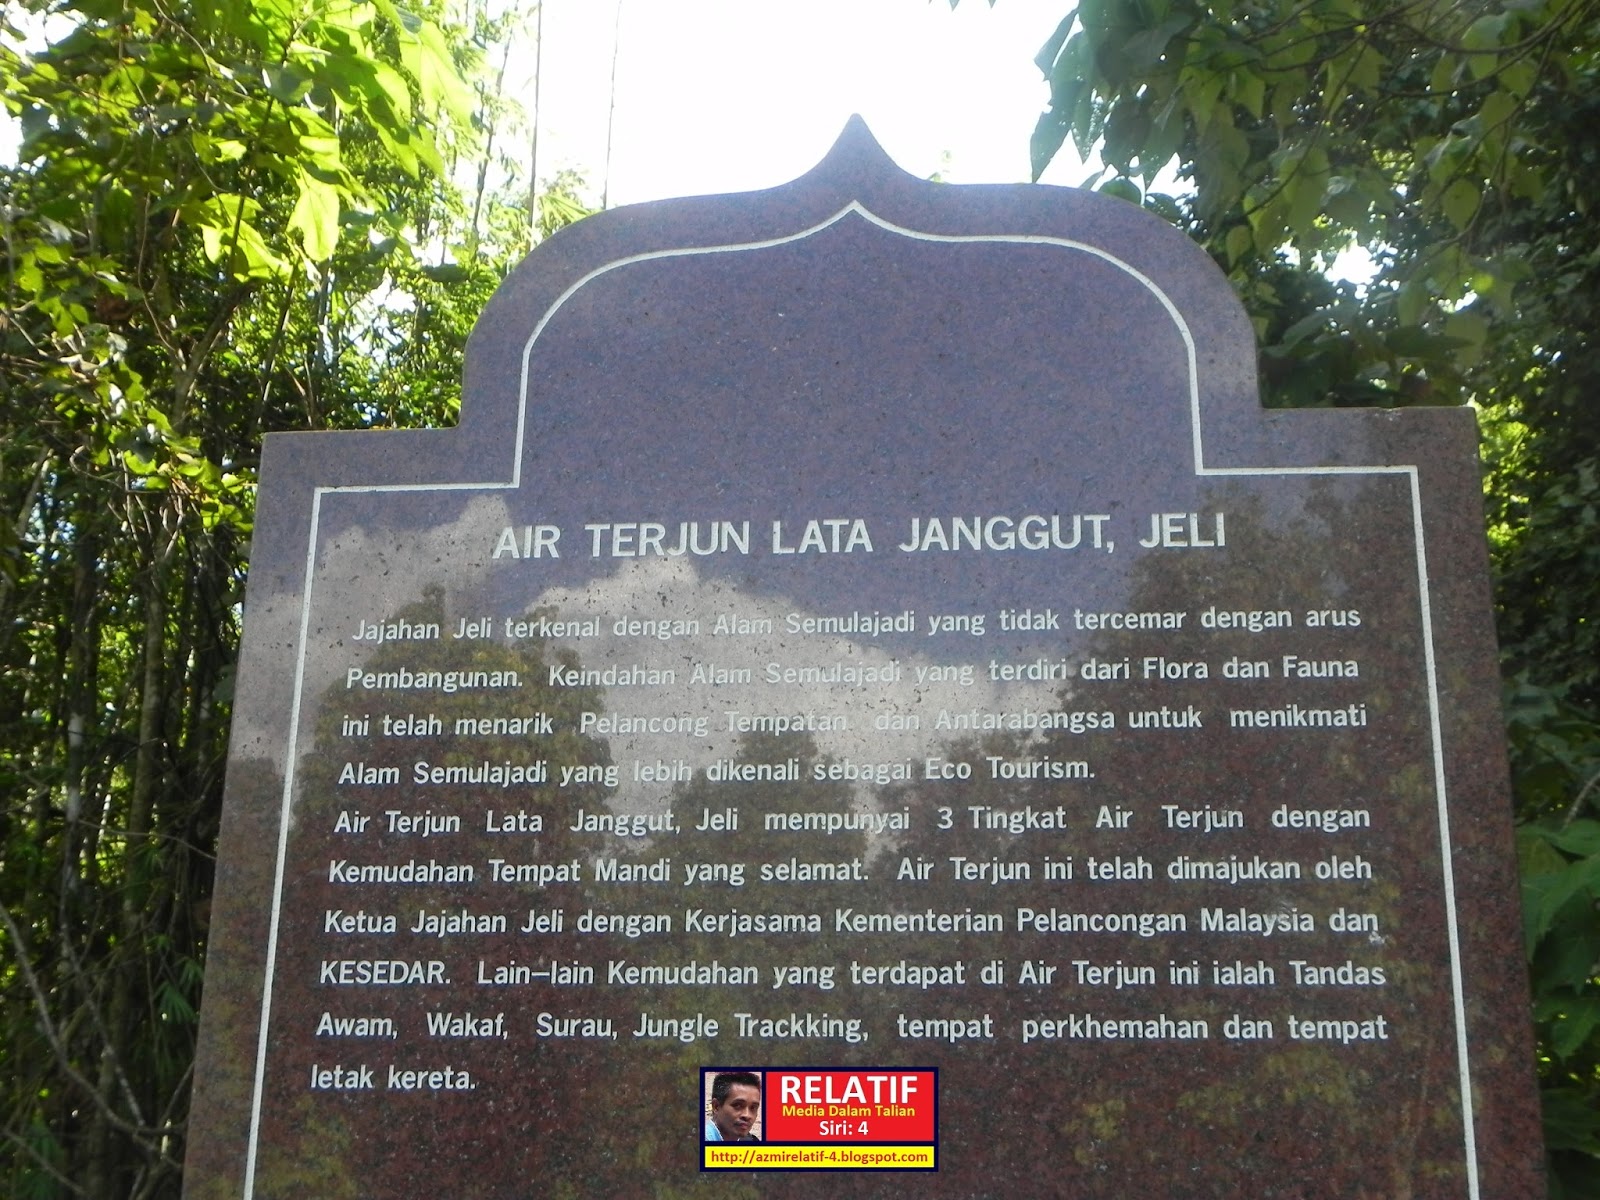 AIR TERJUN LATA JANGGUT, JELI
Jajahan Jeli terkenal dengan Alam Semulajadi yang tidak tercemar dengan arus
Pembangunan. Keindahan Alam Semulajadi yang terdiri dari Flora dan Fauna
ini telah menarik Pelancong Tempatan dan Antarabangsa untuk menikmati
Alam Semulajadi yang lebih dikenali sebagai Eco Tourism.
Air Terjun Lata Janggut, Jeli mempunyai 3 Tingkat Air Terjun dengan
Kemudahan Tempat Mandi yang selamat. Air Terjun ini telah dimajukan oleh
Ketua Jajahan Jeli dengan Kerjasama Kementerian Pelancongan Malaysia dan
KESEDAR. Lain-lain Kemudahan yang terdapat di Air Terjun ini ialah Tandas
Awam, Wakaf, Surau, Jungle Trackking, tempat perkhemahan dan tempat
letak kereta.
RELATIF
Media Dalam Talian
Siri: 4
http://azmirelatif-4.blogspot.com